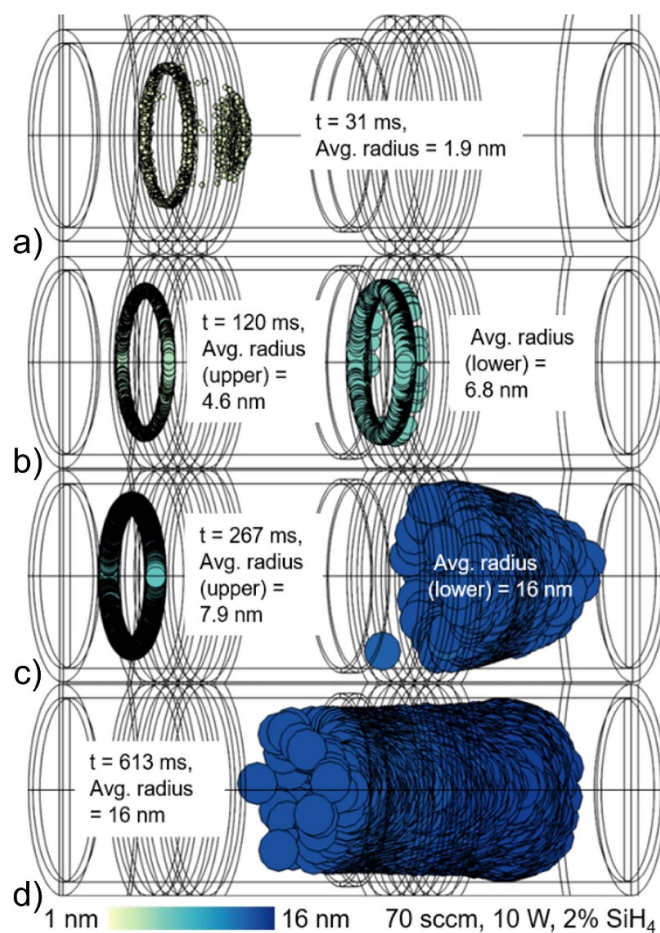 t = 31 ms,
Avg. radius = 1.9 nm
a)
t = 120 ms,
Avg. radius
(upper) =
4.6 nm
Avg. radius
(lower) =
6.8 nm
b)
t = 267 ms,
Avg. radius
(upper) =
7.9 nm
Avg. radius
(lower) = 16 nm
c)
t = 613 ms,
Avg. radius
= 16 nm
d)
1 nm 16 nm 70 sccm, 10 W, 2% SiH₄